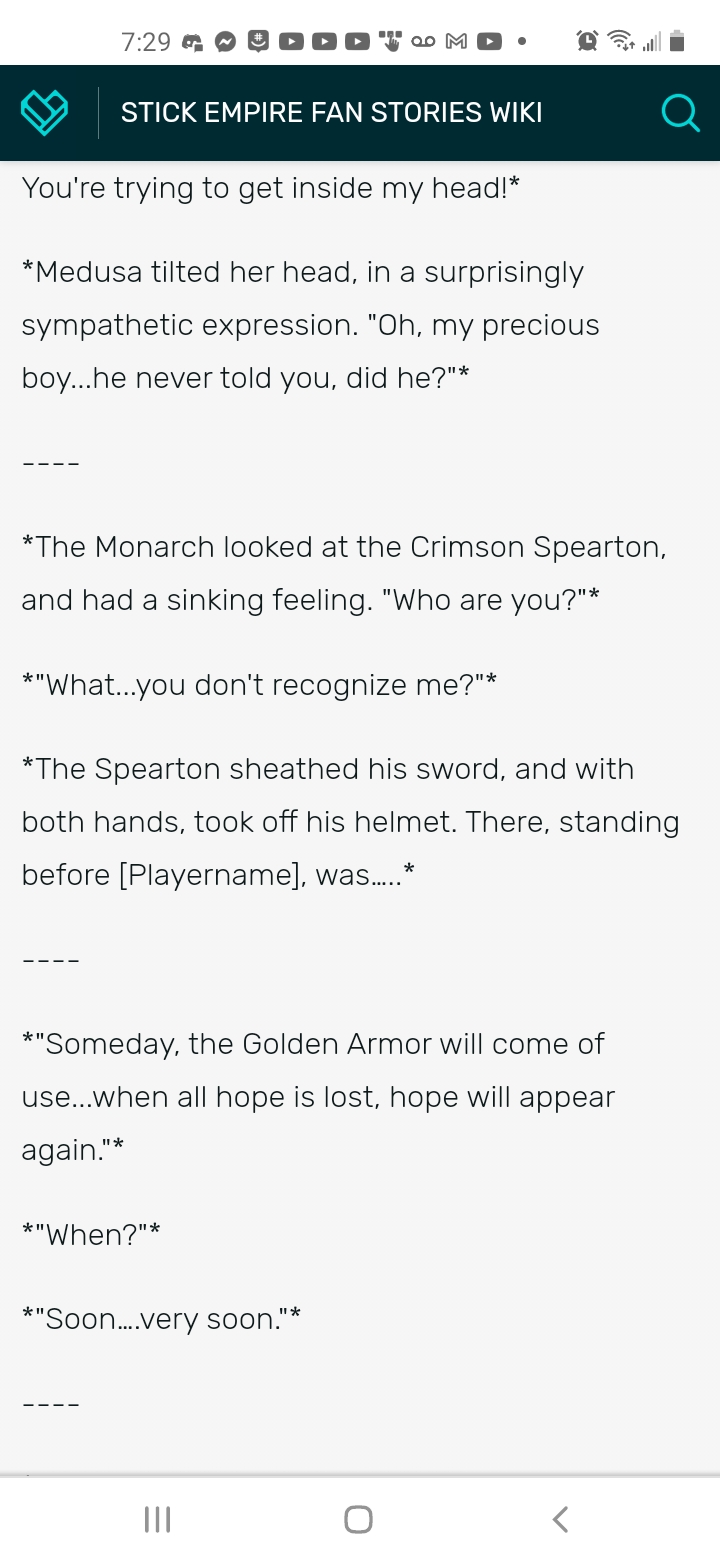 7:29
STICK EMPIRE FAN STORIES WIKI
You're trying to get inside my head!*
*Medusa tilted her head, in a surprisingly
sympathetic expression. "Oh, my precious
boy...he never told you, did he?"*
----
*The Monarch looked at the Crimson Spearton,
and had a sinking feeling. "Who are you?"*
*"What...you don't recognize me?"*
*The Spearton sheathed his sword, and with
both hands, took off his helmet. There, standing
before [Playername], was.....*
----
*"Someday, the Golden Armor will come of
use...when all hope is lost, hope will appear
again."*
*"When?"*
*"Soon....very soon."*
----